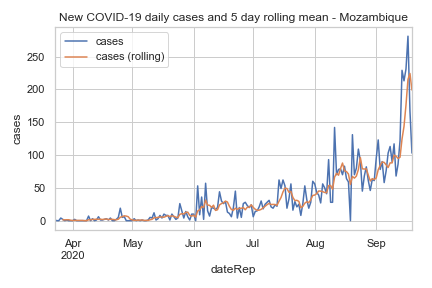 New COVID-19 daily cases and 5 day rolling mean - Mozambique
cases
cases (rolling)
250
200
150
100
50
0
cases
Apr
2020
May
Jun
Jul
Aug
Sep
dateRep